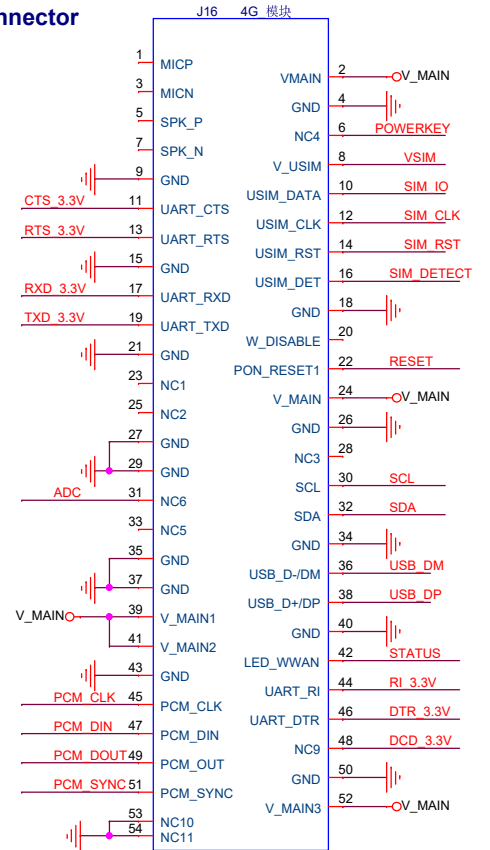 nnector
J16 4G 模块
1 MICP
3 MICN
5 SPK_P
7 SPK_N
9 GND
CTS_3.3V 11 UART_CTS
RTS_3.3V 13 UART_RTS
15 GND
RXD_3.3V 17 UART_RXD
TXD_3.3V 19 UART_TXD
21 GND
23 NC1
25 NC2
27 GND
29 GND
ADC 31 NC6
33 NC5
35 GND
37 GND
V_MAIN 39 V_MAIN1
41 V_MAIN2
43 GND
PCM_CLK 45 PCM_CLK
PCM_DIN 47 PCM_DIN
PCM_DOUT 49 PCM_OUT
PCM_SYNC 51 PCM_SYNC
53 NC10
54 NC11
VMAIN 2 V_MAIN
GND 4
NC4 6 POWERKEY
V_USIM 8 VSIM
USIM_DATA 10 SIM_IO
USIM_CLK 12 SIM_CLK
USIM_RST 14 SIM_RST
USIM_DET 16 SIM_DETECT
GND 18
W_DISABLE 20
PON_RESET1 22 RESET
V_MAIN 24 V_MAIN
GND 26
NC3 28
SCL 30 SCL
SDA 32 SDA
GND 34
USB_D-/DM 36 USB_DM
USB_D+/DP 38 USB_DP
GND 40
LED_WWAN 42 STATUS
UART_RI 44 RI_3.3V
UART_DTR 46 DTR_3.3V
NC9 48 DCD_3.3V
GND 50
V_MAIN3 52 V_MAIN